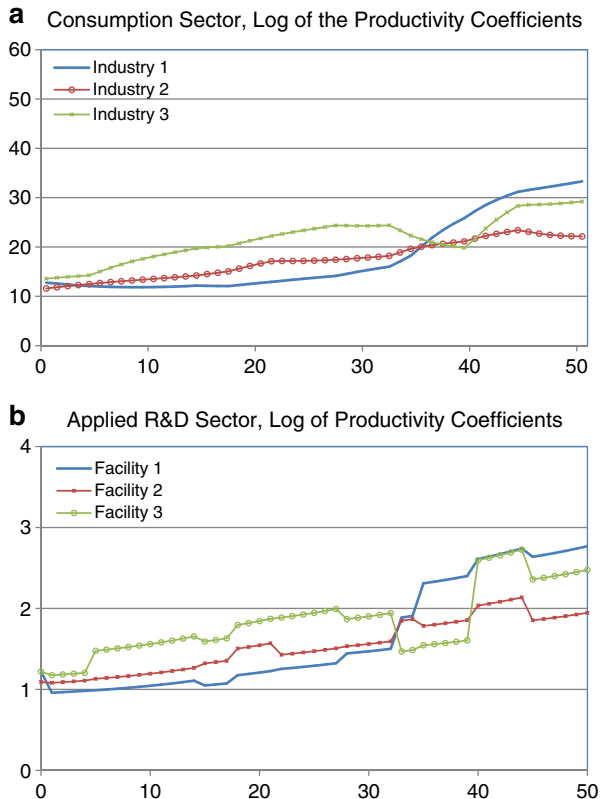 a Consumption Sector, Log of the Productivity Coefficients
60
50
40
30
20
10
0
Industry 1
Industry 2
Industry 3
0 10 20 30 40 50
b Applied R&D Sector, Log of Productivity Coefficients
4
3
2
1
0
Facility 1
Facility 2
Facility 3
0 10 20 30 40 50